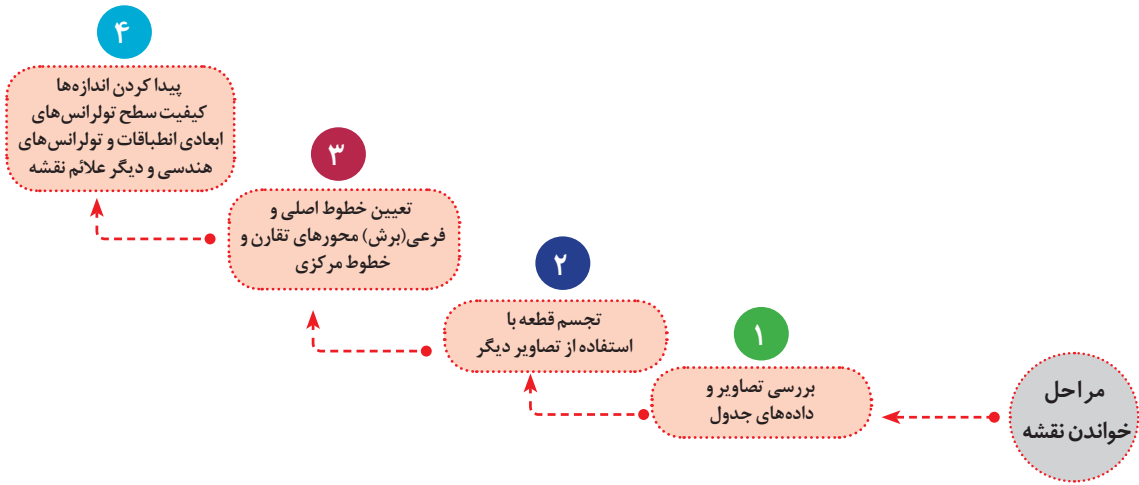 مراحل
خواندن نقشه
۱
بررسی تصاویر و
داده‌های جدول
۲
تجسم قطعه با
استفاده از تصاویر دیگر
۳
تعیین خطوط اصلی و
فرعی(برش) محورهای تقارن و
خطوط مرکزی
۴
پیدا کردن اندازه‌ها
کیفیت سطح تولرانس‌های
ابعادی انطباقات و تولرانس‌های
هندسی و دیگر علائم نقشه